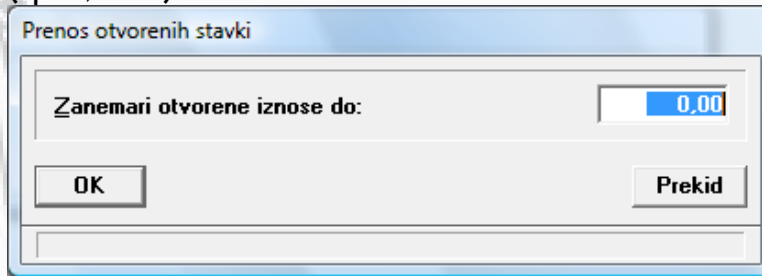 Prenos otvorenih stavki
Zanemari otvorene iznose do: 0,00
OK Prekid